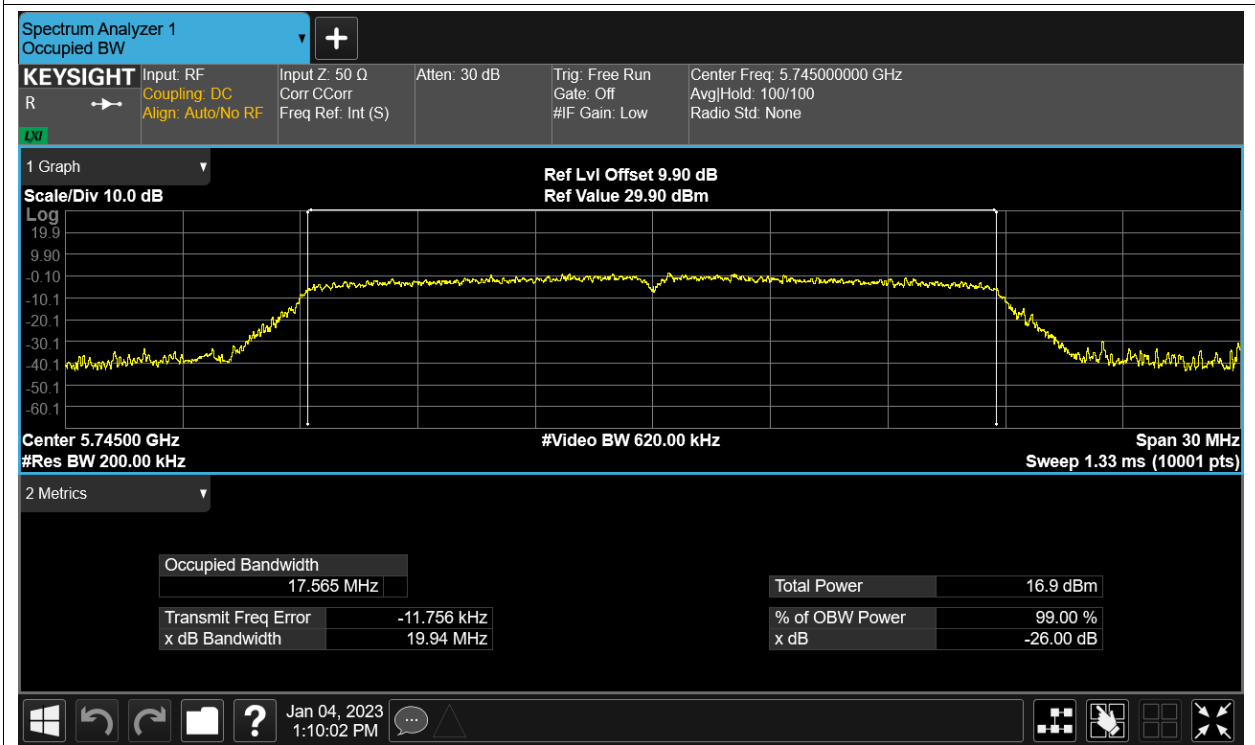 Spectrum Analyzer 1
Occupied BW
KEYSIGHT
R
LXI
Input: RF
Coupling: DC
Align: Auto/No RF
Input Z: 50 Ω
Corr CCorr
Freq Ref: Int (S)
Atten: 30 dB
Trig: Free Run
Gate: Off
#IF Gain: Low
Center Freq: 5.745000000 GHz
Avg|Hold: 100/100
Radio Std: None
1 Graph
Scale/Div 10.0 dB
Ref Lvl Offset 9.90 dB
Ref Value 29.90 dBm
Log
19.9
9.90
-0.10
-10.1
-20.1
-30.1
-40.1
-50.1
-60.1
Center 5.74500 GHz
#Res BW 200.00 kHz
#Video BW 620.00 kHz
Span 30 MHz
Sweep 1.33 ms (10001 pts)
2 Metrics
Occupied Bandwidth
17.565 MHz
Transmit Freq Error -11.756 kHz
x dB Bandwidth 19.94 MHz
Total Power 16.9 dBm
% of OBW Power 99.00 %
x dB -26.00 dB
?
Jan 04, 2023
1:10:02 PM